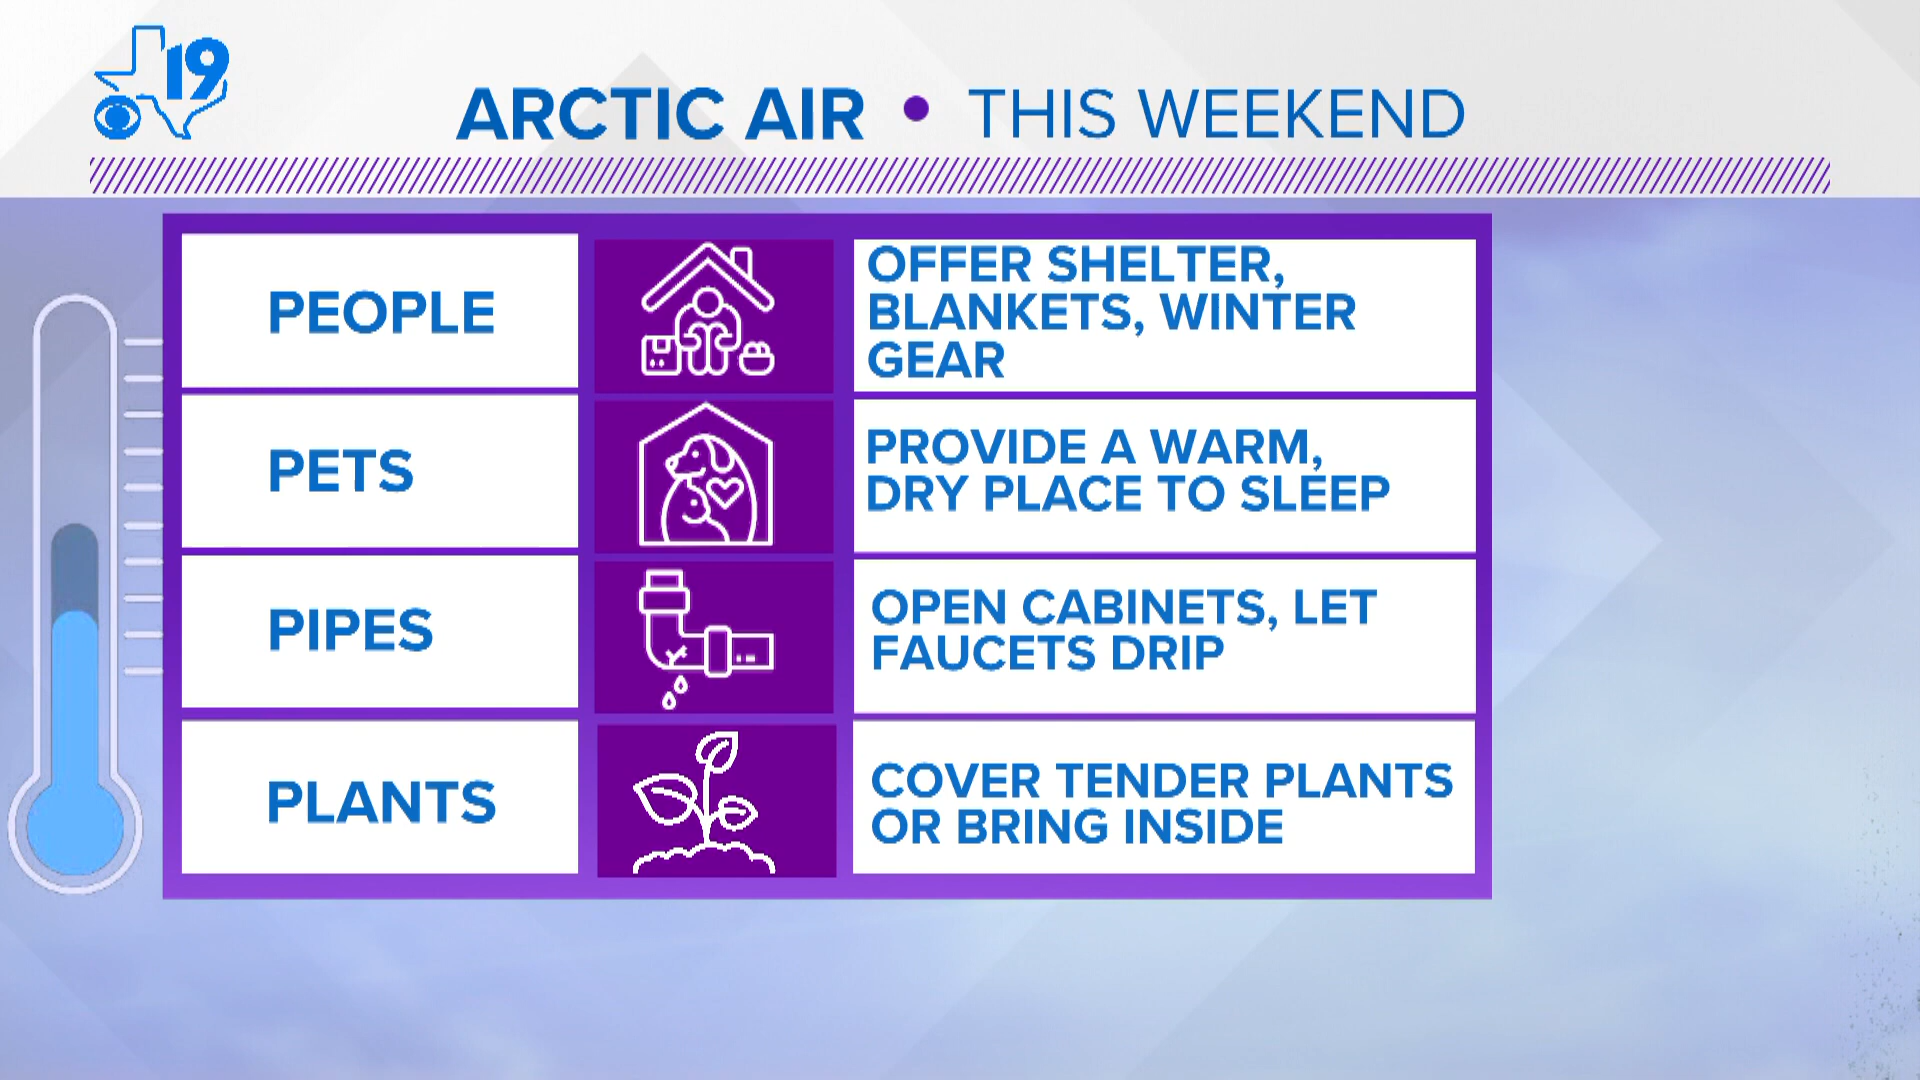 19
ARCTIC AIR • THIS WEEKEND
PEOPLE
OFFER SHELTER,
BLANKETS, WINTER
GEAR
PETS
PROVIDE A WARM,
DRY PLACE TO SLEEP
PIPES
OPEN CABINETS, LET
FAUCETS DRIP
PLANTS
COVER TENDER PLANTS
OR BRING INSIDE